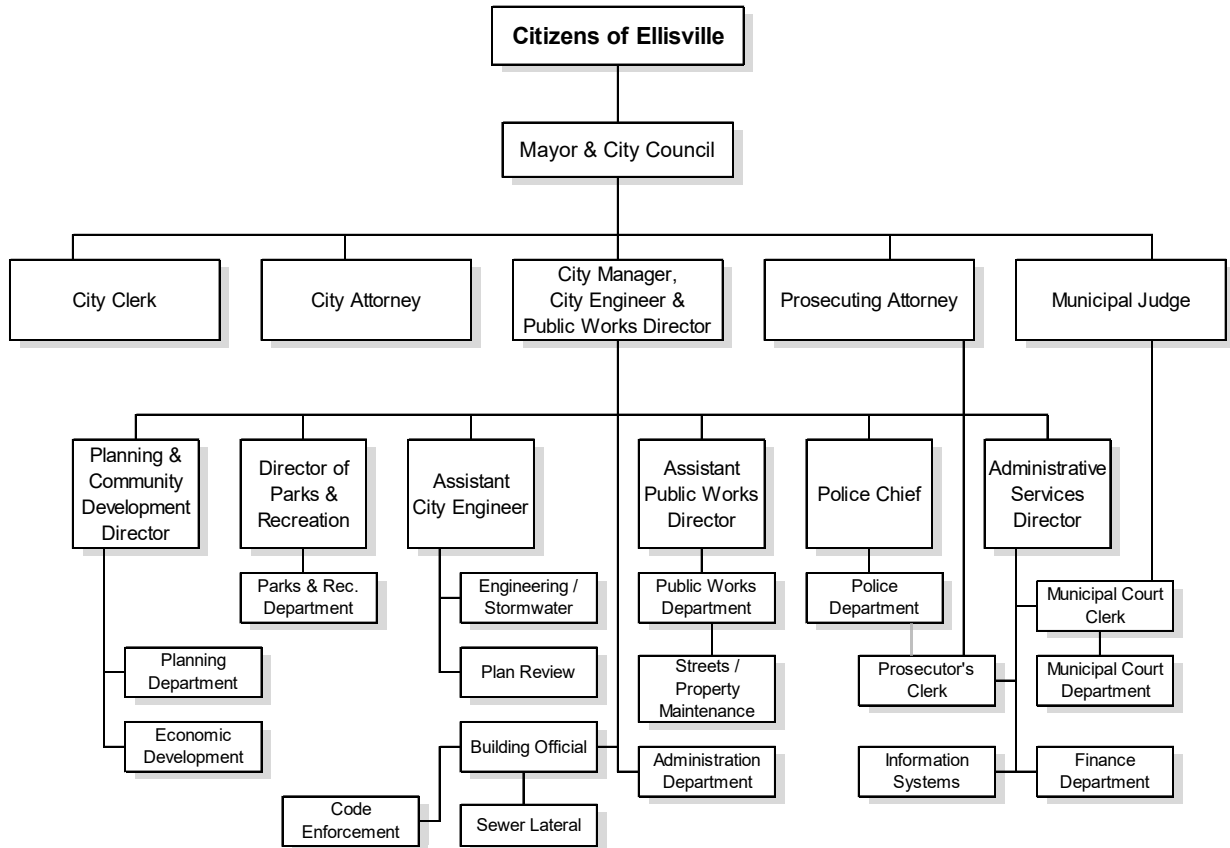 Citizens of Ellisville
Mayor & City Council
City Clerk
City Attorney
City Manager,
City Engineer &
Public Works Director
Prosecuting Attorney
Municipal Judge
Planning &
Community
Development
Director
Director of
Parks &
Recreation
Assistant
City Engineer
Assistant
Public Works
Director
Police Chief
Administrative
Services
Director
Parks & Rec.
Department
Engineering /
Stormwater
Public Works
Department
Police
Department
Municipal Court
Clerk
Planning
Department
Plan Review
Streets /
Property
Maintenance
Prosecutor's
Clerk
Municipal Court
Department
Economic
Development
Building Official
Administration
Department
Information
Systems
Finance
Department
Code
Enforcement
Sewer Lateral